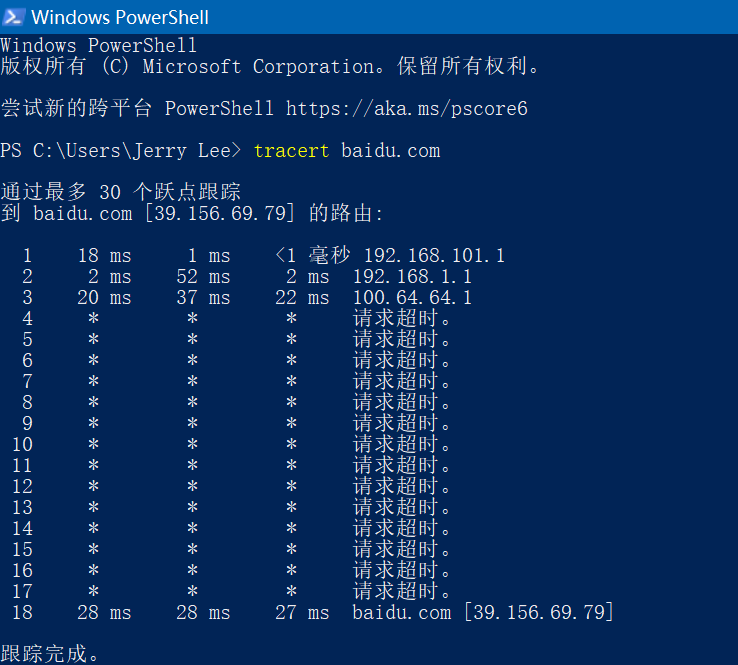 Windows PowerShell
Windows PowerShell
版权所有 (C) Microsoft Corporation。保留所有权利。
尝试新的跨平台 PowerShell https://aka.ms/pscore6
PS C:\Users\Jerry Lee> tracert baidu.com
通过最多 30 个跃点跟踪
到 baidu.com [39.156.69.79] 的路由:
1 18 ms 1 ms <1 毫秒 192.168.101.1
2 2 ms 52 ms 2 ms 192.168.1.1
3 20 ms 37 ms 22 ms 100.64.64.1
4 * * * 请求超时。
5 * * * 请求超时。
6 * * * 请求超时。
7 * * * 请求超时。
8 * * * 请求超时。
9 * * * 请求超时。
10 * * * 请求超时。
11 * * * 请求超时。
12 * * * 请求超时。
13 * * * 请求超时。
14 * * * 请求超时。
15 * * * 请求超时。
16 * * * 请求超时。
17 * * * 请求超时。
18 28 ms 28 ms 27 ms baidu.com [39.156.69.79]
跟踪完成。